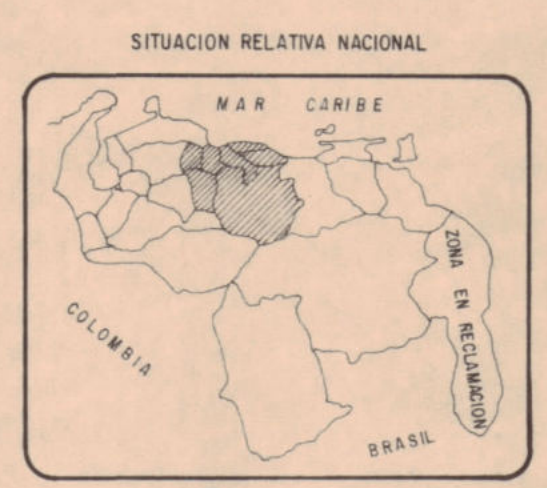 SITUACION RELATIVA NACIONAL
MAR CARIBE
ZONA EN RECLAMACION
COLOMBIA
BRASIL